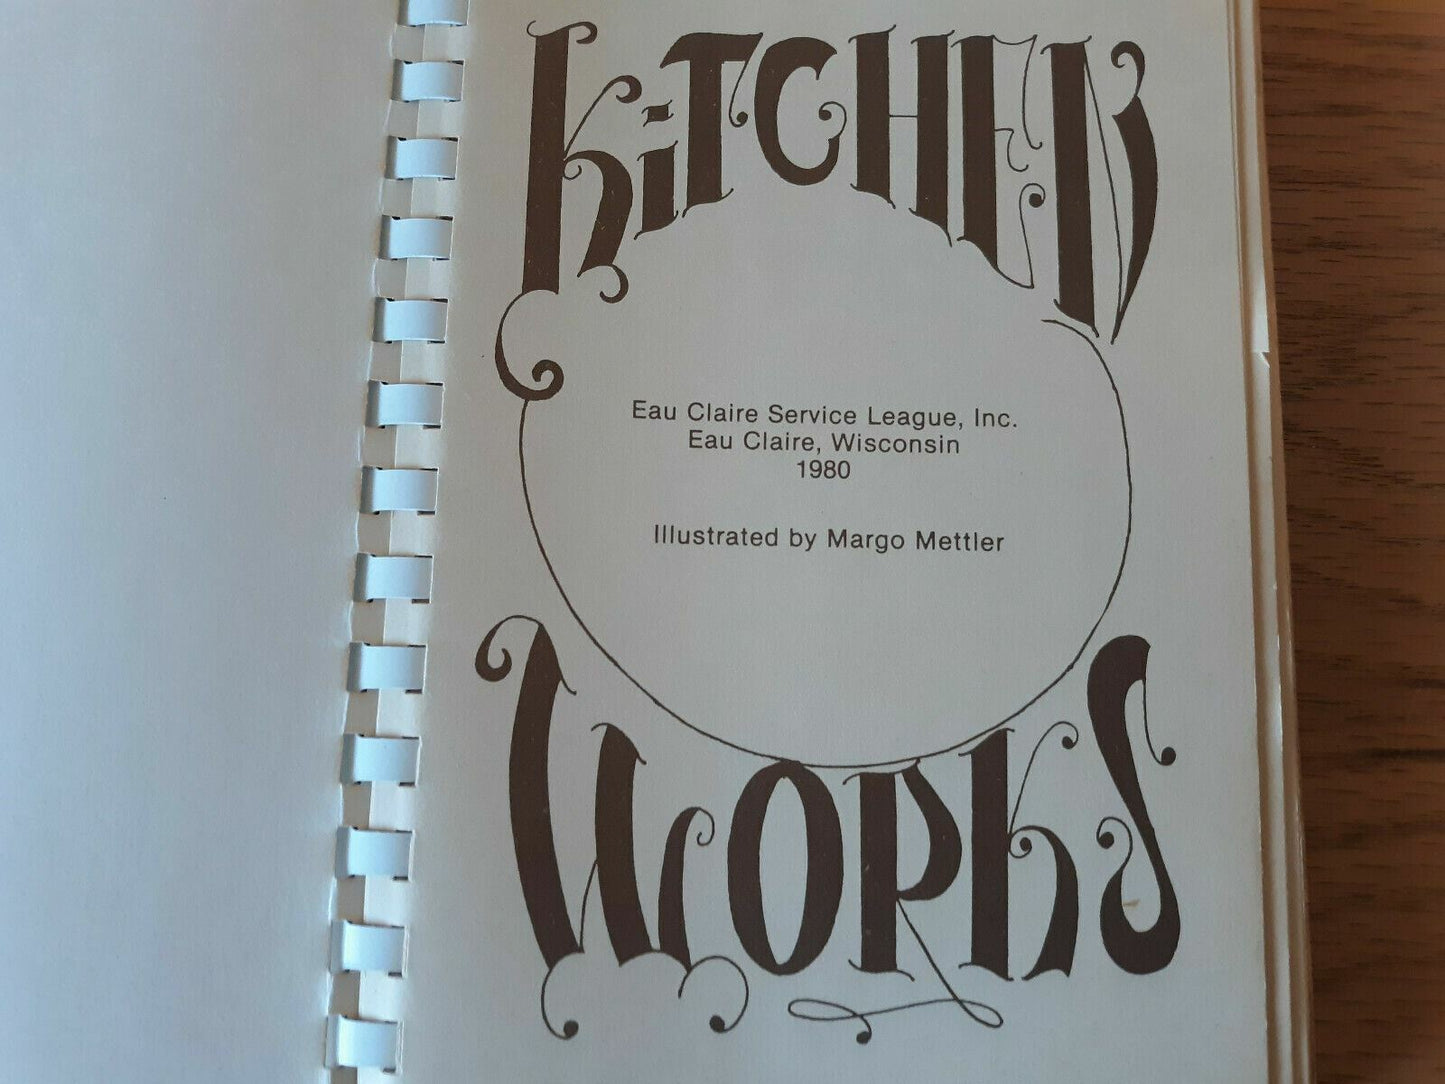 KiTCHEN
Eau Claire Service League, Inc.
Eau Claire, Wisconsin
1980
Illustrated by Margo Mettler
WORKS